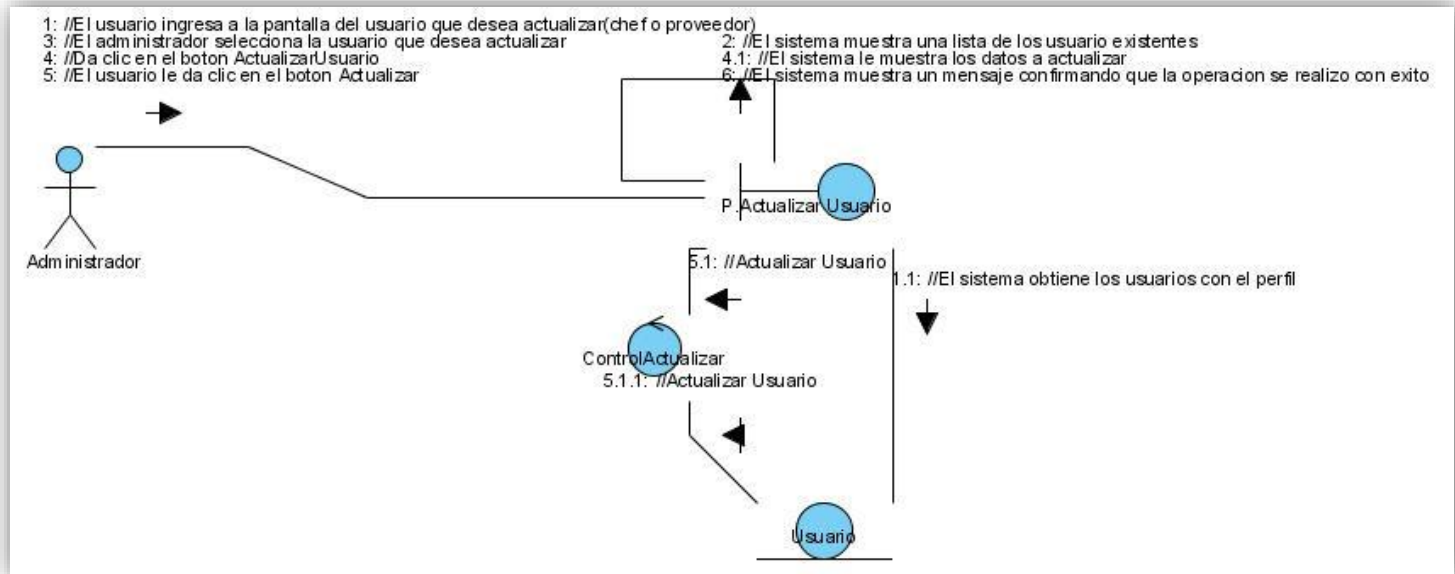 1: //El usuario ingresa a la pantalla del usuario que desea actualizar(chef o proveedor)
3: //El administrador selecciona la usuario que desea actualizar
4: //Da clic en el boton ActualizarUsuario
5: //El usuario le da clic en el boton Actualizar
2: //El sistema muestra una lista de los usuario existentes
4.1: //El sistema le muestra los datos a actualizar
6: //El sistema muestra un mensaje confirmando que la operacion se realizo con exito
P.Actualizar Usuario
Administrador
5.1: //Actualizar Usuario
1.1: //El sistema obtiene los usuarios con el perfil
ControlActualizar
5.1.1: //Actualizar Usuario
Usuario